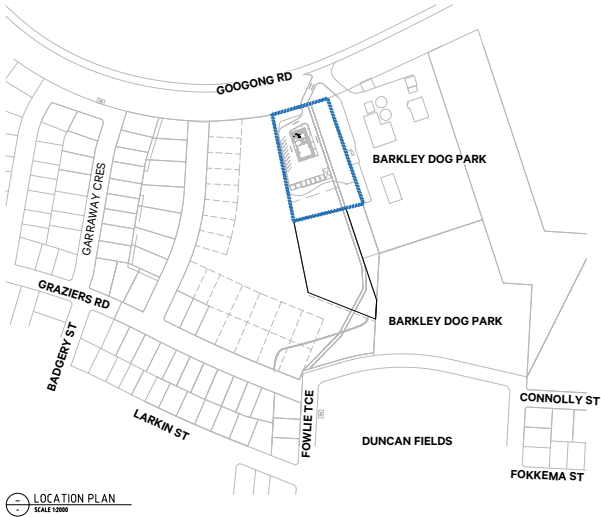 GOOGONG RD
BARKLEY DOG PARK
GARRAWAY CRES
GRAZIERS RD
BADGERY ST
BARKLEY DOG PARK
LARKIN ST
FOWLIE TCE
CONNOLLY ST
DUNCAN FIELDS
FOKKEMA ST
LOCATION PLAN
SCALE 1:2000